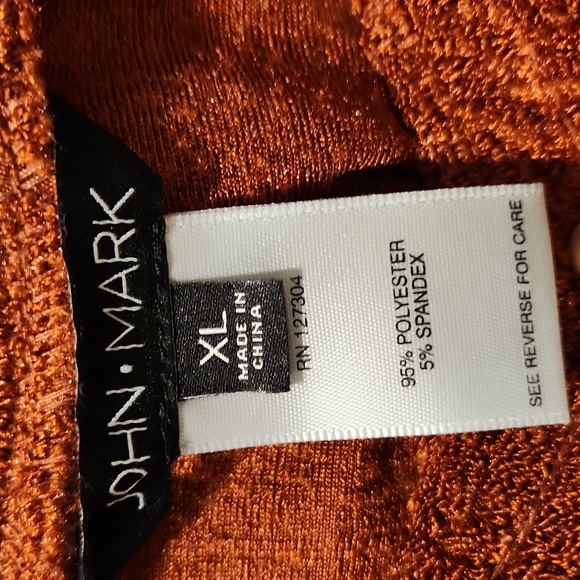 JOHN • MARK
XL
MADE IN
CHINA
RN 127304
95% POLYESTER
5% SPANDEX
SEE REVERSE FOR CARE